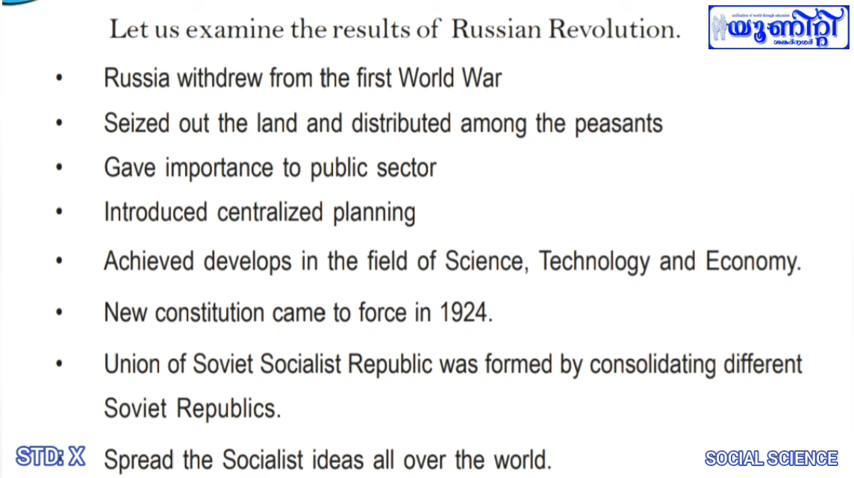 Let us examine the results of Russian Revolution.
യൂണിറ്റി
• Russia withdrew from the first World War
• Seized out the land and distributed among the peasants
• Gave importance to public sector
• Introduced centralized planning
• Achieved develops in the field of Science, Technology and Economy.
• New constitution came to force in 1924.
• Union of Soviet Socialist Republic was formed by consolidating different
Soviet Republics.
STD: X
Spread the Socialist ideas all over the world.
SOCIAL SCIENCE